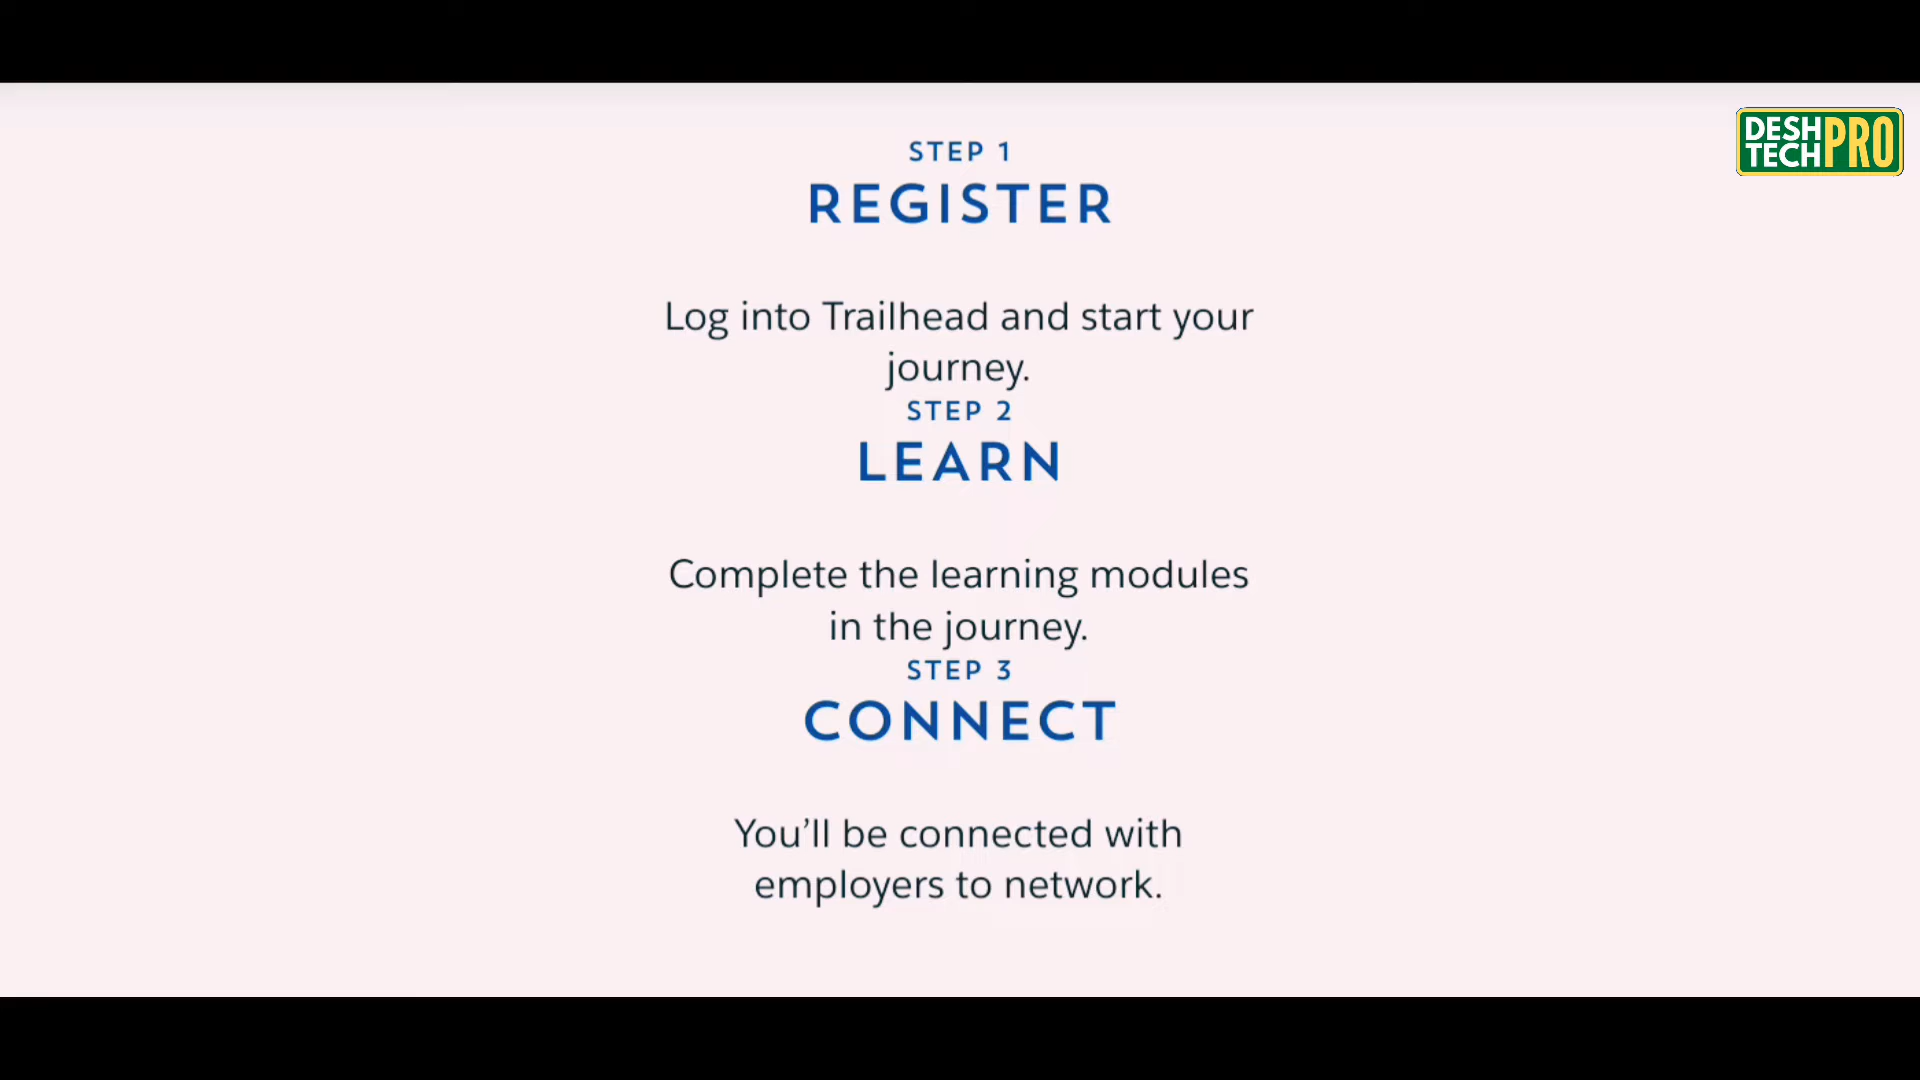 DESH
TECH PRO
STEP 1
REGISTER
Log into Trailhead and start your
journey.
STEP 2
LEARN
Complete the learning modules
in the journey.
STEP 3
CONNECT
You’ll be connected with
employers to network.